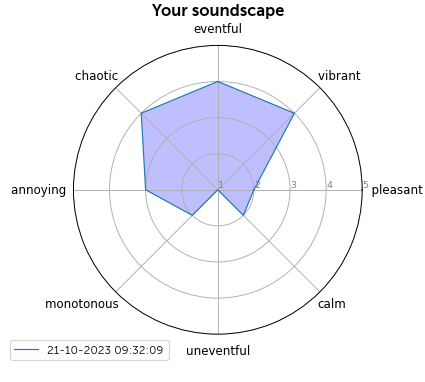 Your soundscape
eventful
chaotic
vibrant
annoying
1 2 3 4 5
pleasant
monotonous
calm
uneventful
21-10-2023 09:32:09